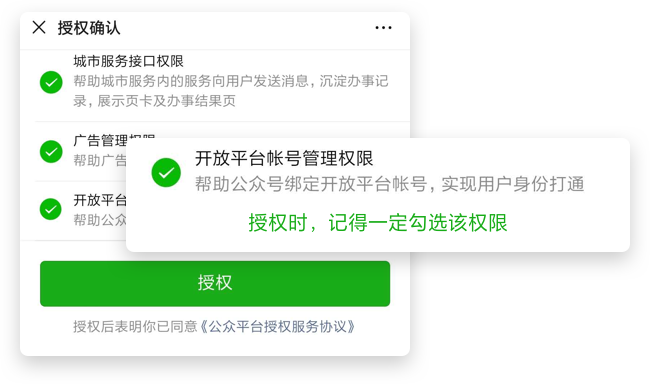 授权确认
城市服务接口权限
帮助城市服务内的服务向用户发送消息，沉淀办事记
录，展示页卡及办事结果页
广告管理权限
帮助广告
开放平台
帮助公众
开放平台帐号管理权限
帮助公众号绑定开放平台帐号，实现用户身份打通
授权时，记得一定勾选该权限
授权
授权后表明你已同意《公众平台授权服务协议》